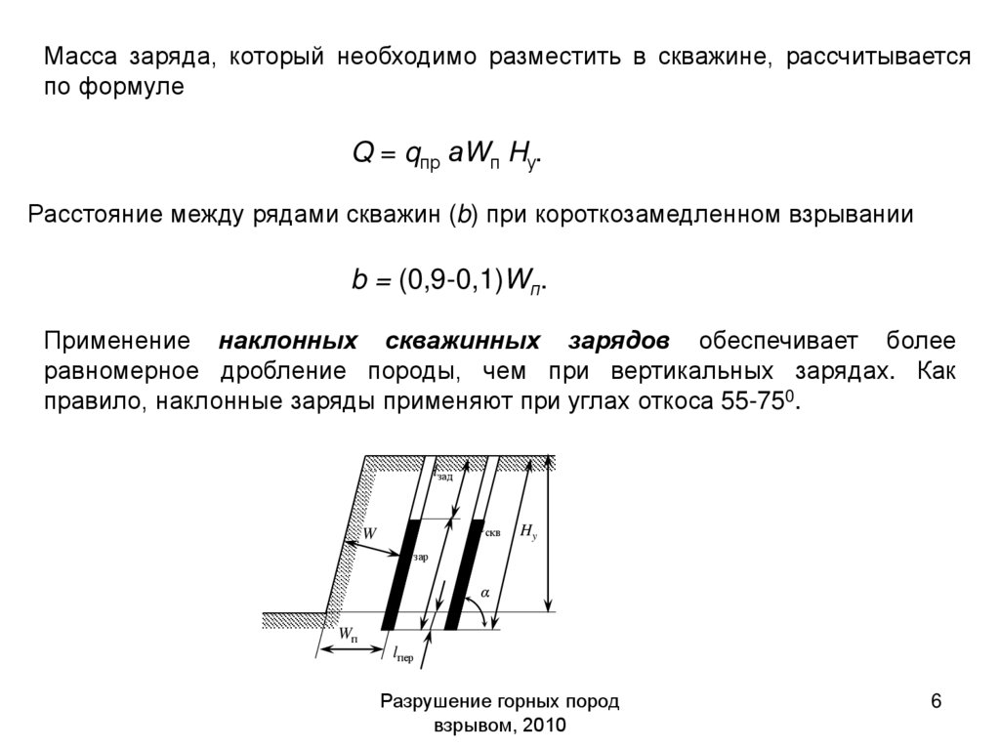 Масса заряда, который необходимо разместить в скважине, рассчитывается
по формуле
Q = qпр aWп Hу.
Расстояние между рядами скважин (b) при короткозамедленном взрывании
b = (0,9-0,1)Wп.
Применение наклонных скважинных зарядов обеспечивает более
равномерное дробление породы, чем при вертикальных зарядах. Как
правило, наклонные заряды применяют при углах откоса 55-75⁰.
lзад
W
скв
Hу
зар
α
Wп
lпер
Разрушение горных пород
взрывом, 2010
6